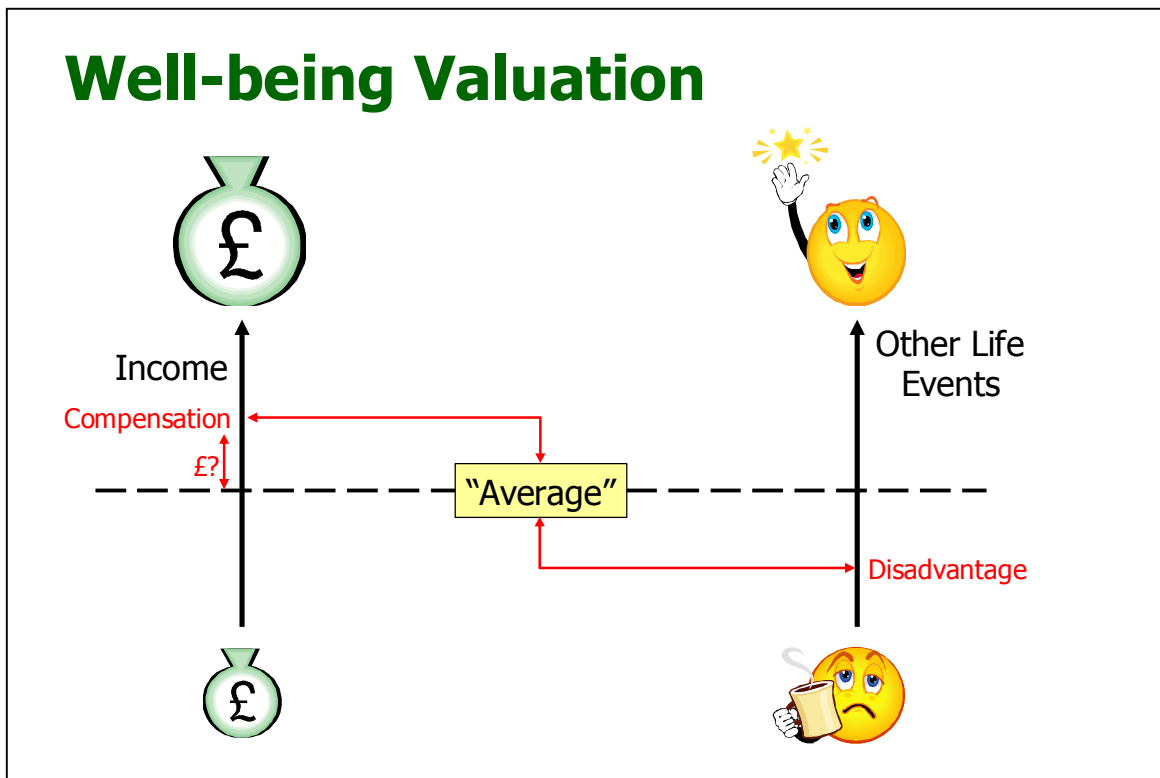 Well-being Valuation
£
Income
Other Life
Events
Compensation
£?
“Average”
Disadvantage
£